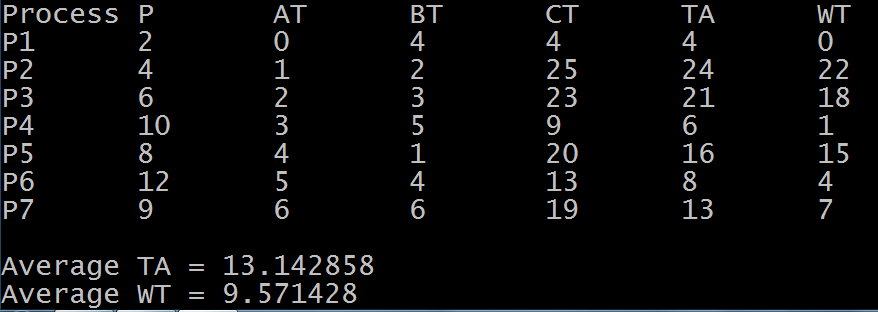 Process P AT BT CT TA WT
P1 2 0 4 4 4 0
P2 4 1 2 25 24 22
P3 6 2 3 23 21 18
P4 10 3 5 9 6 1
P5 8 4 1 20 16 15
P6 12 5 4 13 8 4
P7 9 6 6 19 13 7
Average TA = 13.142858
Average WT = 9.571428